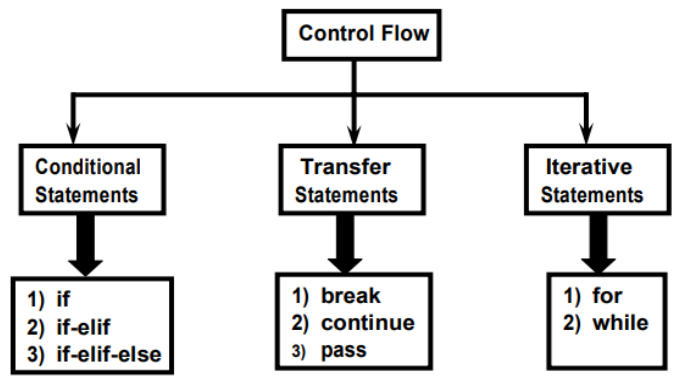 Control Flow
Conditional
Statements
Transfer
Statements
Iterative
Statements
1) if
2) if-elif
3) if-elif-else
1) break
2) continue
3) pass
1) for
2) while